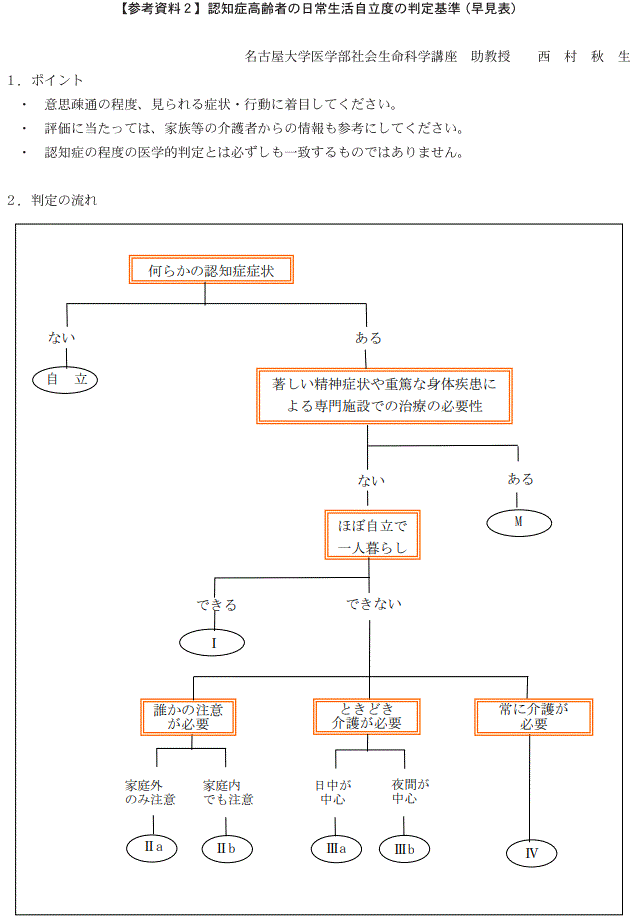 【参考資料２】認知症高齢者の日常生活自立度の判定基準（早見表）
名古屋大学医学部社会生命科学講座　助教授　　西　村　秋　生
１．ポイント
・　意思疎通の程度、見られる症状・行動に着目してください。
・　評価に当たっては、家族等の介護者からの情報も参考にしてください。
・　認知症の程度の医学的判定とは必ずしも一致するものではありません。
２．判定の流れ
何らかの認知症症状
ない
ある
自　立
著しい精神症状や重篤な身体疾患に
よる専門施設での治療の必要性
ない
ある
M
ほぼ自立で
一人暮らし
できる
できない
Ⅰ
誰かの注意
が必要
ときどき
介護が必要
常に介護が
必要
家庭外
のみ注意
家庭内
でも注意
日中が
中心
夜間が
中心
Ⅱa
Ⅱb
Ⅲa
Ⅲb
Ⅳ